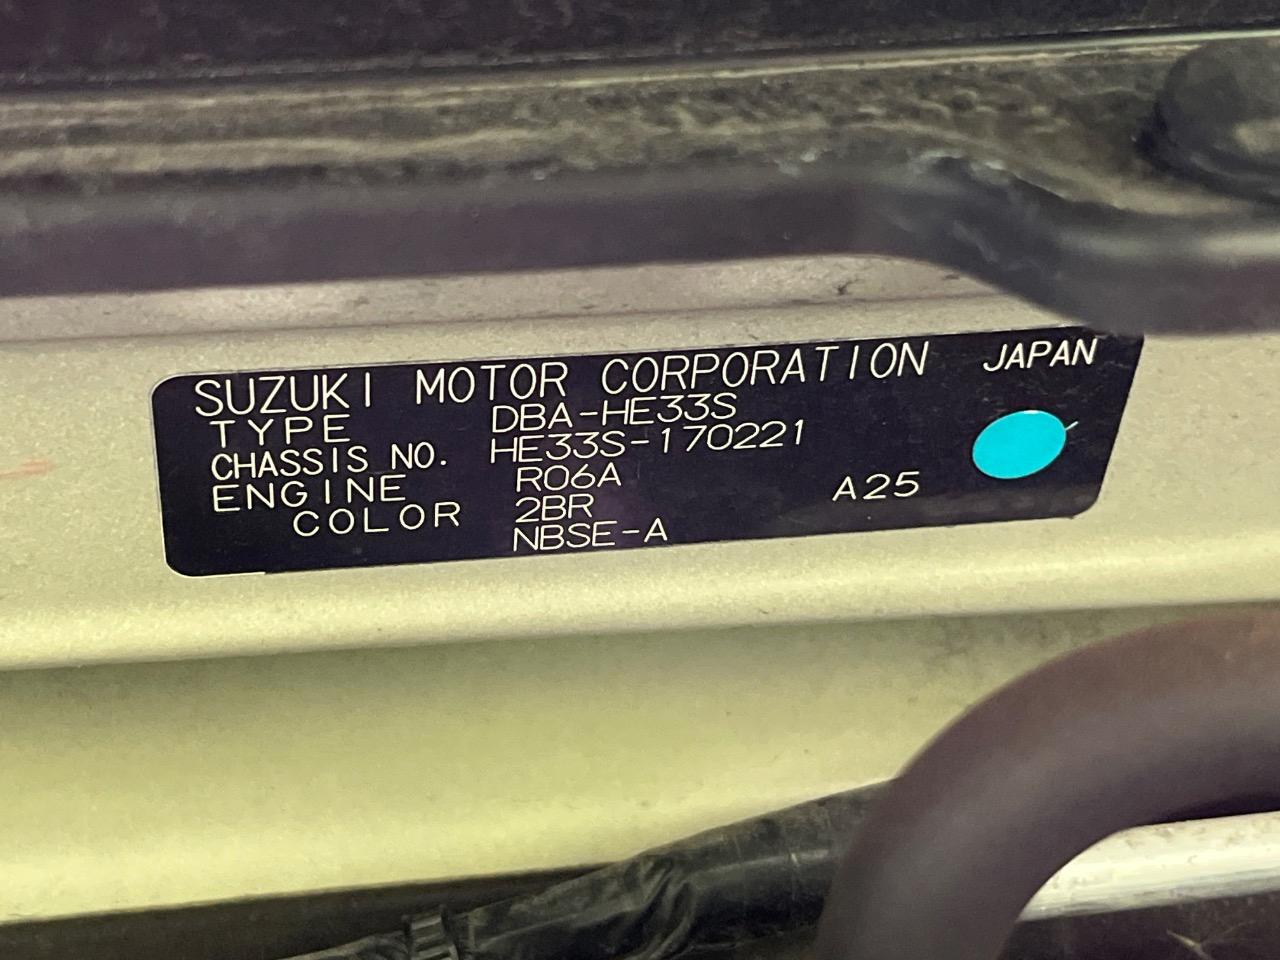 SUZUKI MOTOR CORPORATION JAPAN
TYPE DBA-HE33S
CHASSIS NO. HE33S-170221
ENGINE R06A
COLOR 2BR A25
NBSE-A